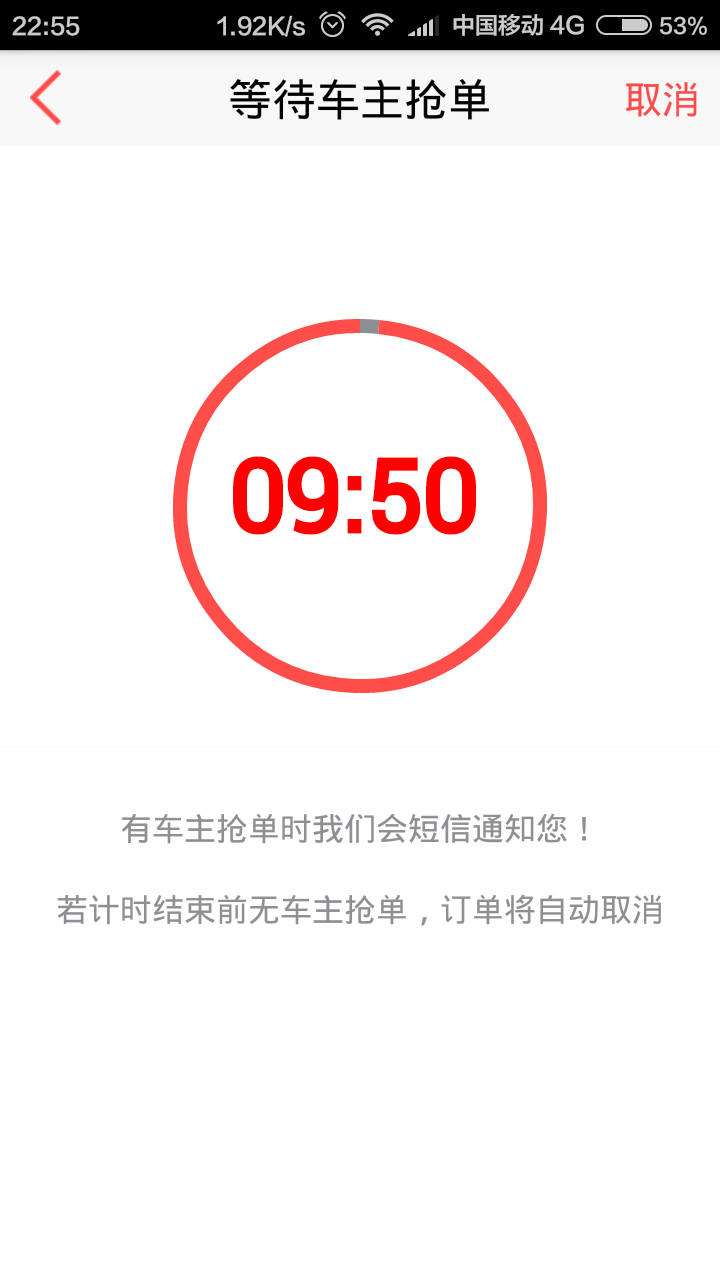 22:55 1.92K/s 中国移动 4G 53%
等待车主抢单 取消
09:50
有车主抢单时我们会短信通知您！
若计时结束前无车主抢单，订单将自动取消